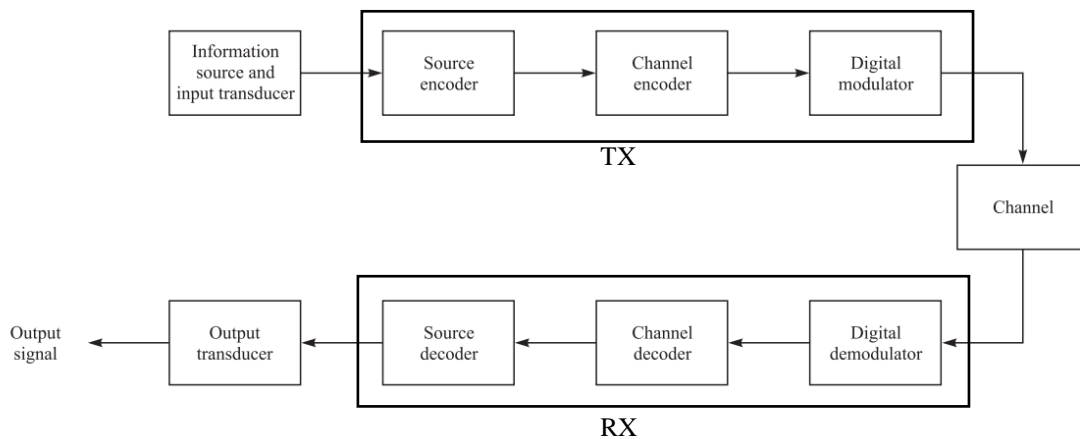 Information
source and
input transducer
Source
encoder
Channel
encoder
Digital
modulator
TX
Channel
Output
signal
Output
transducer
Source
decoder
Channel
decoder
Digital
demodulator
RX